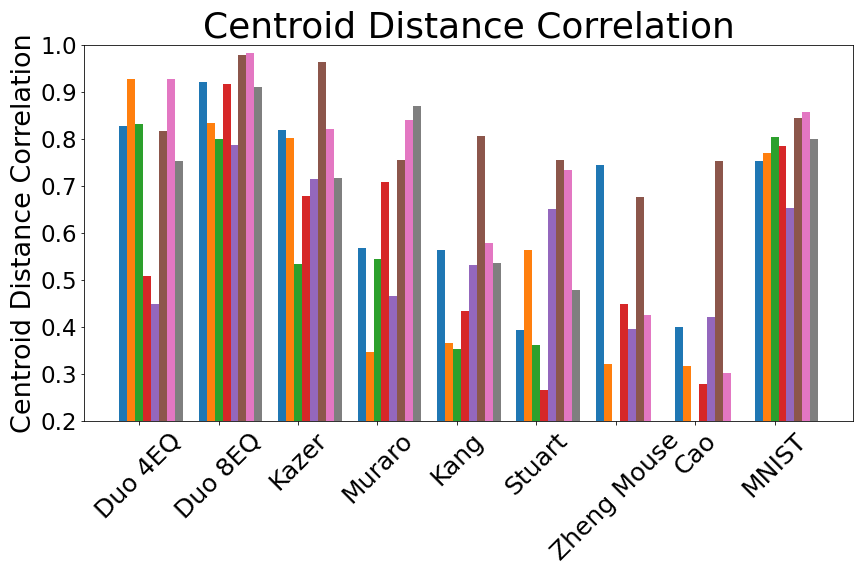 Centroid Distance Correlation
Centroid Distance Correlation
1.0
0.9
0.8
0.7
0.6
0.5
0.4
0.3
0.2
Duo 4EQ
Duo 8EQ
Kazer
Muraro
Kang
Stuart
Zheng Mouse
Cao
MNIST